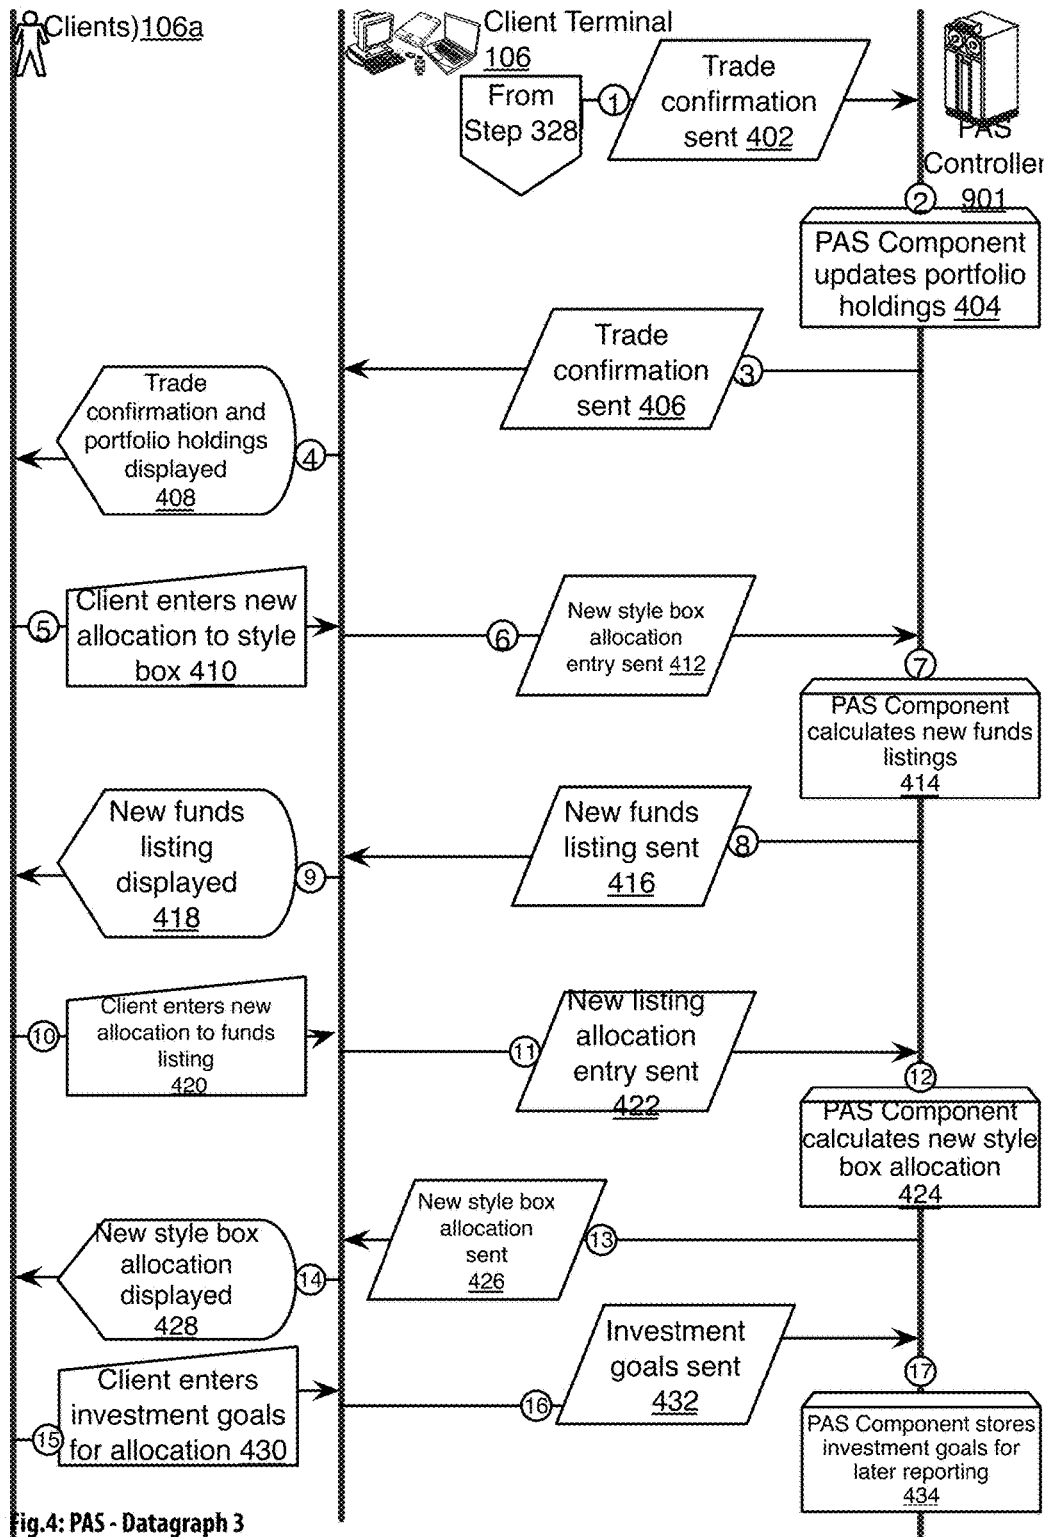 Clients)106a
Client Terminal
106
PAS
Controller
901
From
Step 328
1
Trade
confirmation
sent 402
2
PAS Component
updates portfolio
holdings 404
Trade
confirmation
sent 406
3
Trade
confirmation and
portfolio holdings
displayed
408
4
5
Client enters new
allocation to style
box 410
6
New style box
allocation
entry sent 412
7
PAS Component
calculates new funds
listings
414
New funds
listing sent
416
8
New funds
listing
displayed
418
9
10
Client enters new
allocation to funds
listing
420
11
New listing
allocation
entry sent
422
12
PAS Component
calculates new style
box allocation
424
New style box
allocation
sent
426
13
New style box
allocation
displayed
428
14
15
Client enters
investment goals
for allocation 430
16
Investment
goals sent
432
17
PAS Component stores
investment goals for
later reporting
434
Fig.4: PAS - Datagraph 3